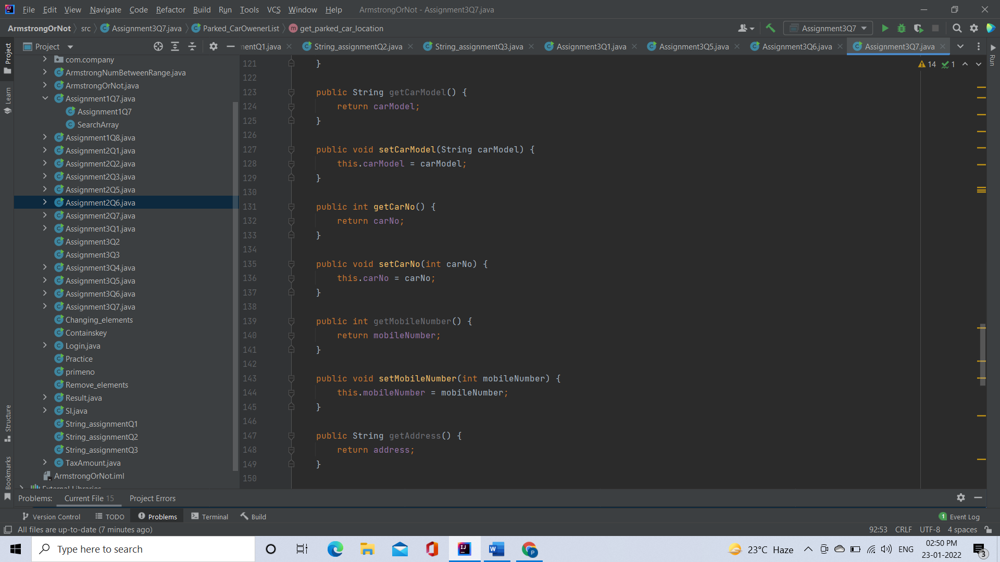 File Edit View Navigate Code Refactor Build Run Tools VCS Window Help ArmstrongOrNot - Assignment3Q7.java
ArmstrongOrNot src Assignment3Q7.java Parked_CarOwenerList get_parked_car_location Assignment3Q7
Project
Learn
Structure
Bookmarks
Project
com.company
ArmstrongNumBetweenRange.java
ArmstrongOrNot.java
Assignment1Q7.java
Assignment1Q7
SearchArray
Assignment1Q8.java
Assignment2Q1.java
Assignment2Q2.java
Assignment2Q3.java
Assignment2Q5.java
Assignment2Q6.java
Assignment2Q7.java
Assignment3Q1.java
Assignment3Q2
Assignment3Q3
Assignment3Q4.java
Assignment3Q5.java
Assignment3Q6.java
Assignment3Q7.java
Changing_elements
Containskey
Login.java
Practice
primeno
Remove_elements
Result.java
SI.java
String_assignmentQ1
String_assignmentQ2
String_assignmentQ3
TaxAmount.java
ArmstrongOrNot.iml
External Libraries
mentQ1.java String_assignmentQ2.java String_assignmentQ3.java Assignment3Q1.java Assignment3Q5.java Assignment3Q6.java Assignment3Q7.java
14 1
Run
121 }
122
123 public String getCarModel() {
124 return carModel;
125 }
126
127 public void setCarModel(String carModel) {
128 this.carModel = carModel;
129 }
130
131 public int getCarNo() {
132 return carNo;
133 }
134
135 public void setCarNo(int carNo) {
136 this.carNo = carNo;
137 }
138
139 public int getMobileNumber() {
140 return mobileNumber;
141 }
142
143 public void setMobileNumber(int mobileNumber) {
144 this.mobileNumber = mobileNumber;
145 }
146
147 public String getAddress() {
148 return address;
149 }
150
Problems: Current File 15 Project Errors
Version Control TODO Problems Terminal Build 1 Event Log
All files are up-to-date (7 minutes ago) 92:53 CRLF UTF-8 4 spaces
Type here to search 23°C Haze ENG 02:50 PM
23-01-2022 3